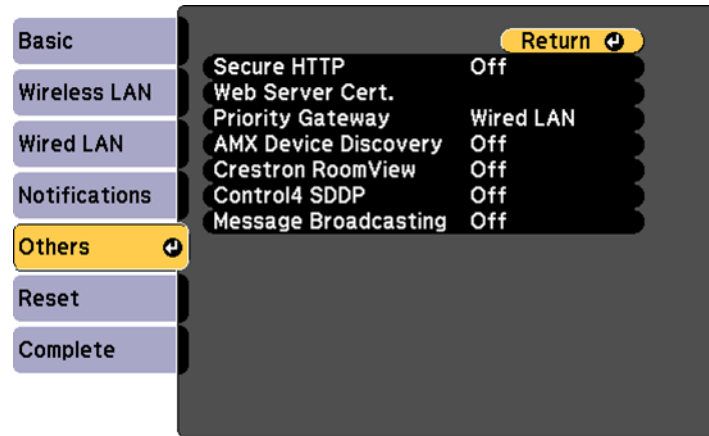 Basic
Wireless LAN
Wired LAN
Notifications
Others
Reset
Complete
Return
Secure HTTP Off
Web Server Cert.
Priority Gateway Wired LAN
AMX Device Discovery Off
Crestron RoomView Off
Control4 SDDP Off
Message Broadcasting Off